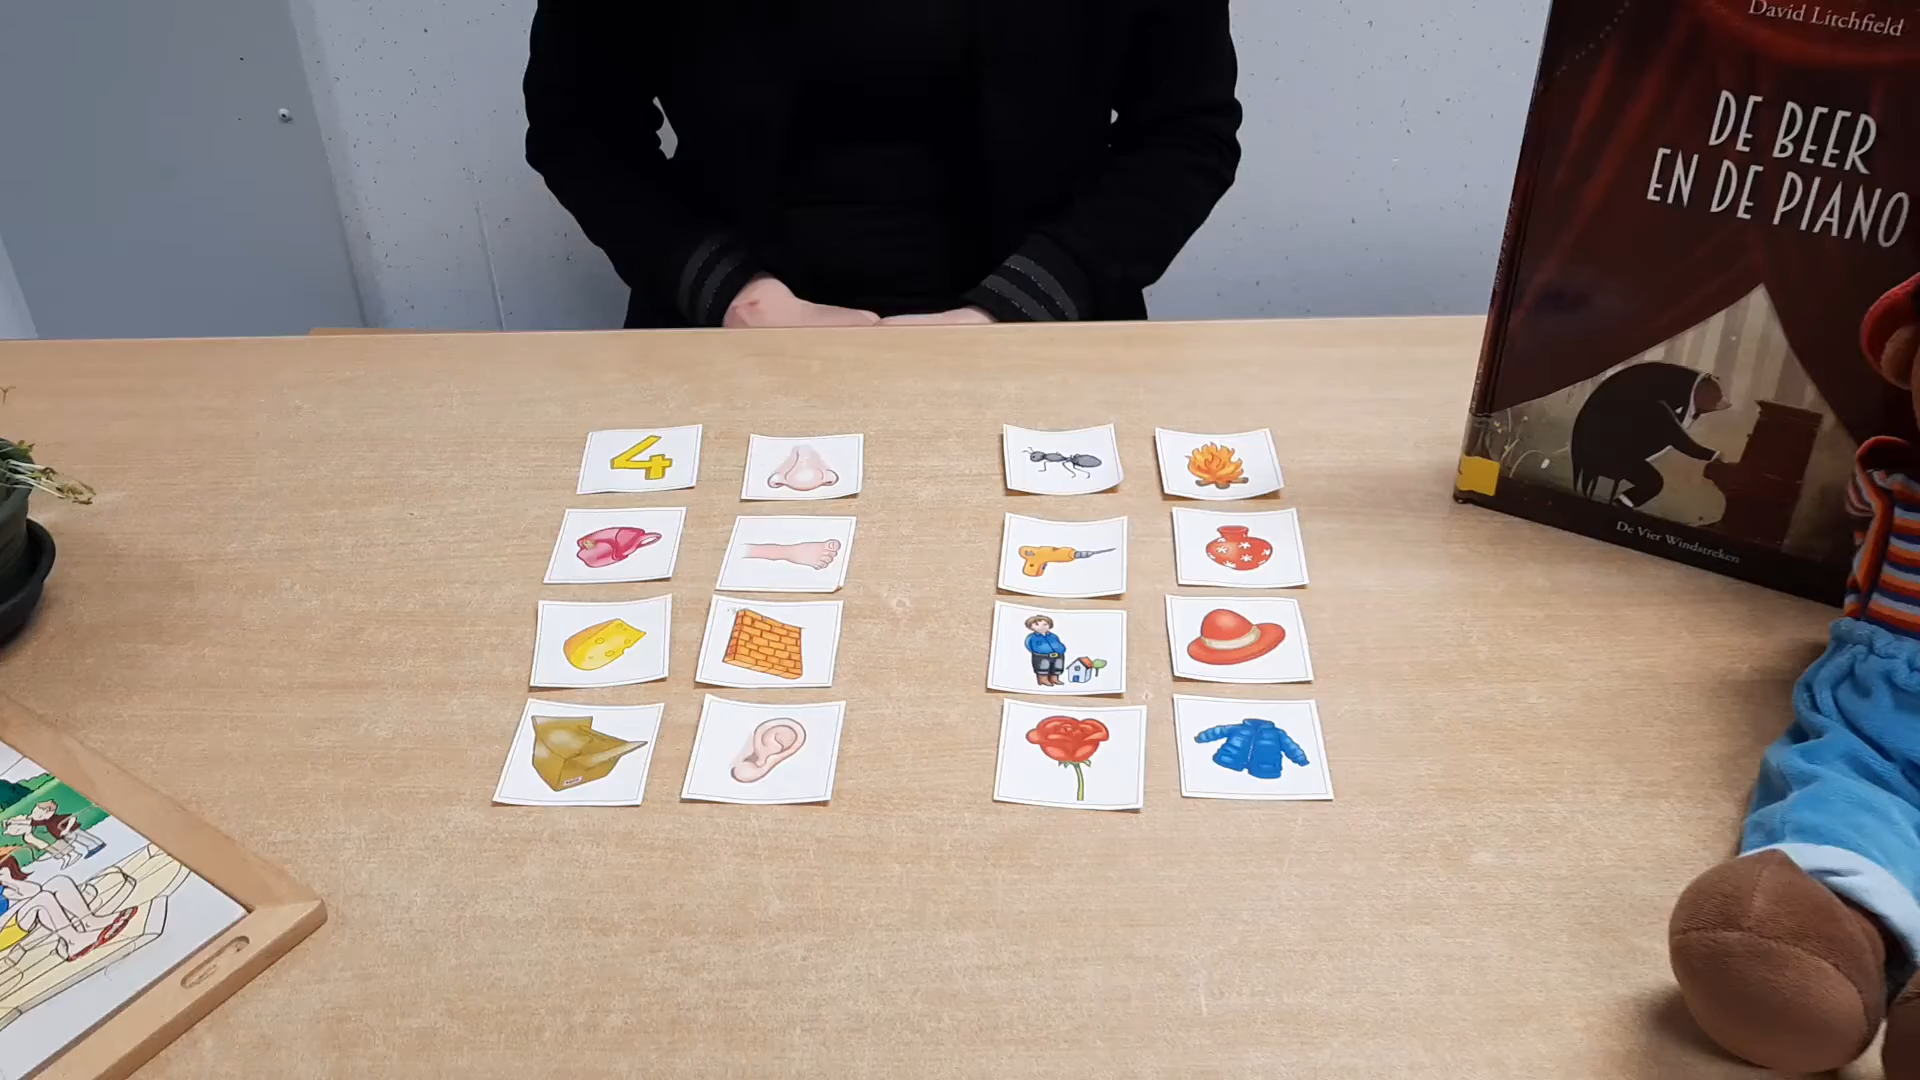 David Litchfield
DE BEER
EN DE PIANO
De Vier Windstreken
4